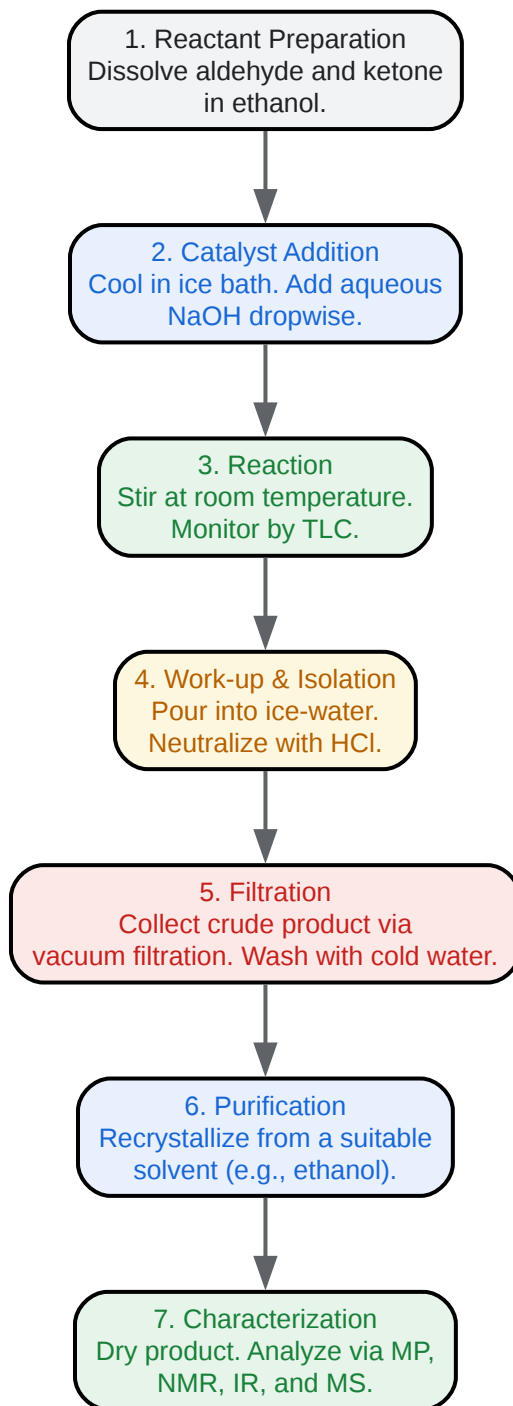 1. Reactant Preparation
Dissolve aldehyde and ketone
in ethanol.
2. Catalyst Addition
Cool in ice bath. Add aqueous
NaOH dropwise.
3. Reaction
Stir at room temperature.
Monitor by TLC.
4. Work-up & Isolation
Pour into ice-water.
Neutralize with HCl.
5. Filtration
Collect crude product via
vacuum filtration. Wash with cold water.
6. Purification
Recrystallize from a suitable
solvent (e.g., ethanol).
7. Characterization
Dry product. Analyze via MP,
NMR, IR, and MS.